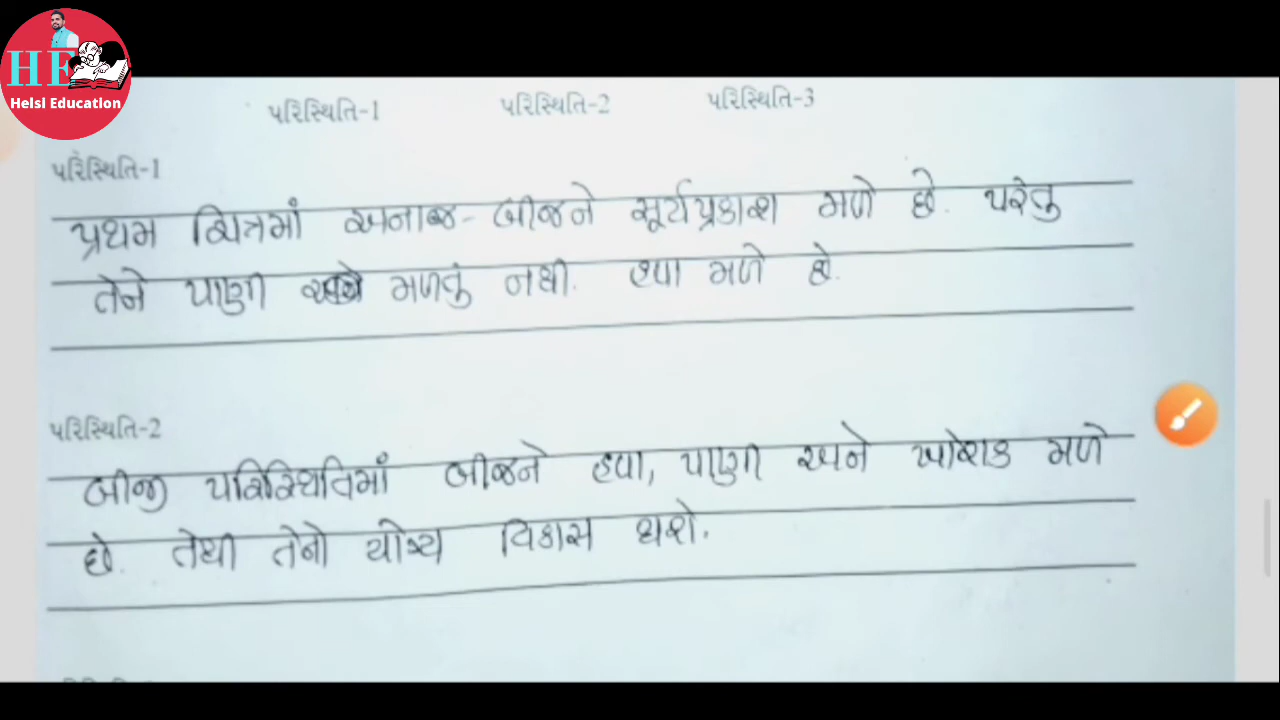 HE
Helsl Education
પરિસ્થિતિ-1 પરિસ્થિતિ-2 પરિસ્થિતિ-3
પરિસ્થિતિ-1
પ્રથમ ચિત્રમાં અનાજ-બીજને સૂર્યપ્રકાશ મળે છે. પરંતુ
તેને પાણી મળતું નથી. હવા મળે છે.
પરિસ્થિતિ-2
બીજી પરિસ્થિતિમાં બીજને હવા, પાણી અને ખોરાક મળે
છે. તેથી તેનો યોગ્ય વિકાસ થશે.